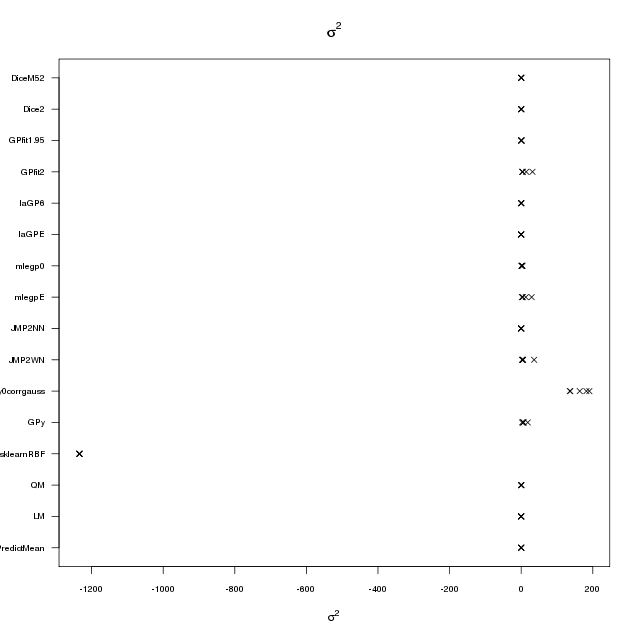 σ²
DiceM52
Dice2
GPfit1.95
GPfit2
laGP6
laGPE
mlegp0
mlegpE
JMP2NN
JMP2WN
y0corrgauss
GPy
sklearnRBF
QM
LM
PredictMean
-1200 -1000 -800 -600 -400 -200 0 200
σ²